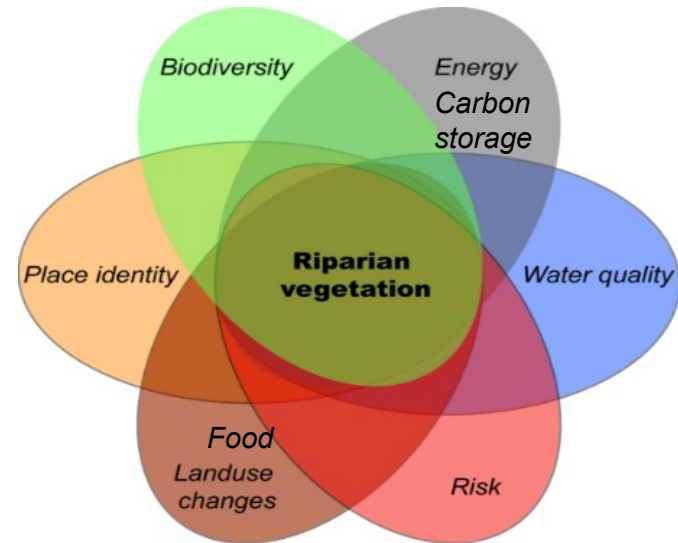 Biodiversity
Energy
Carbon
storage
Place identity
Riparian
vegetation
Water quality
Food
Landuse
changes
Risk